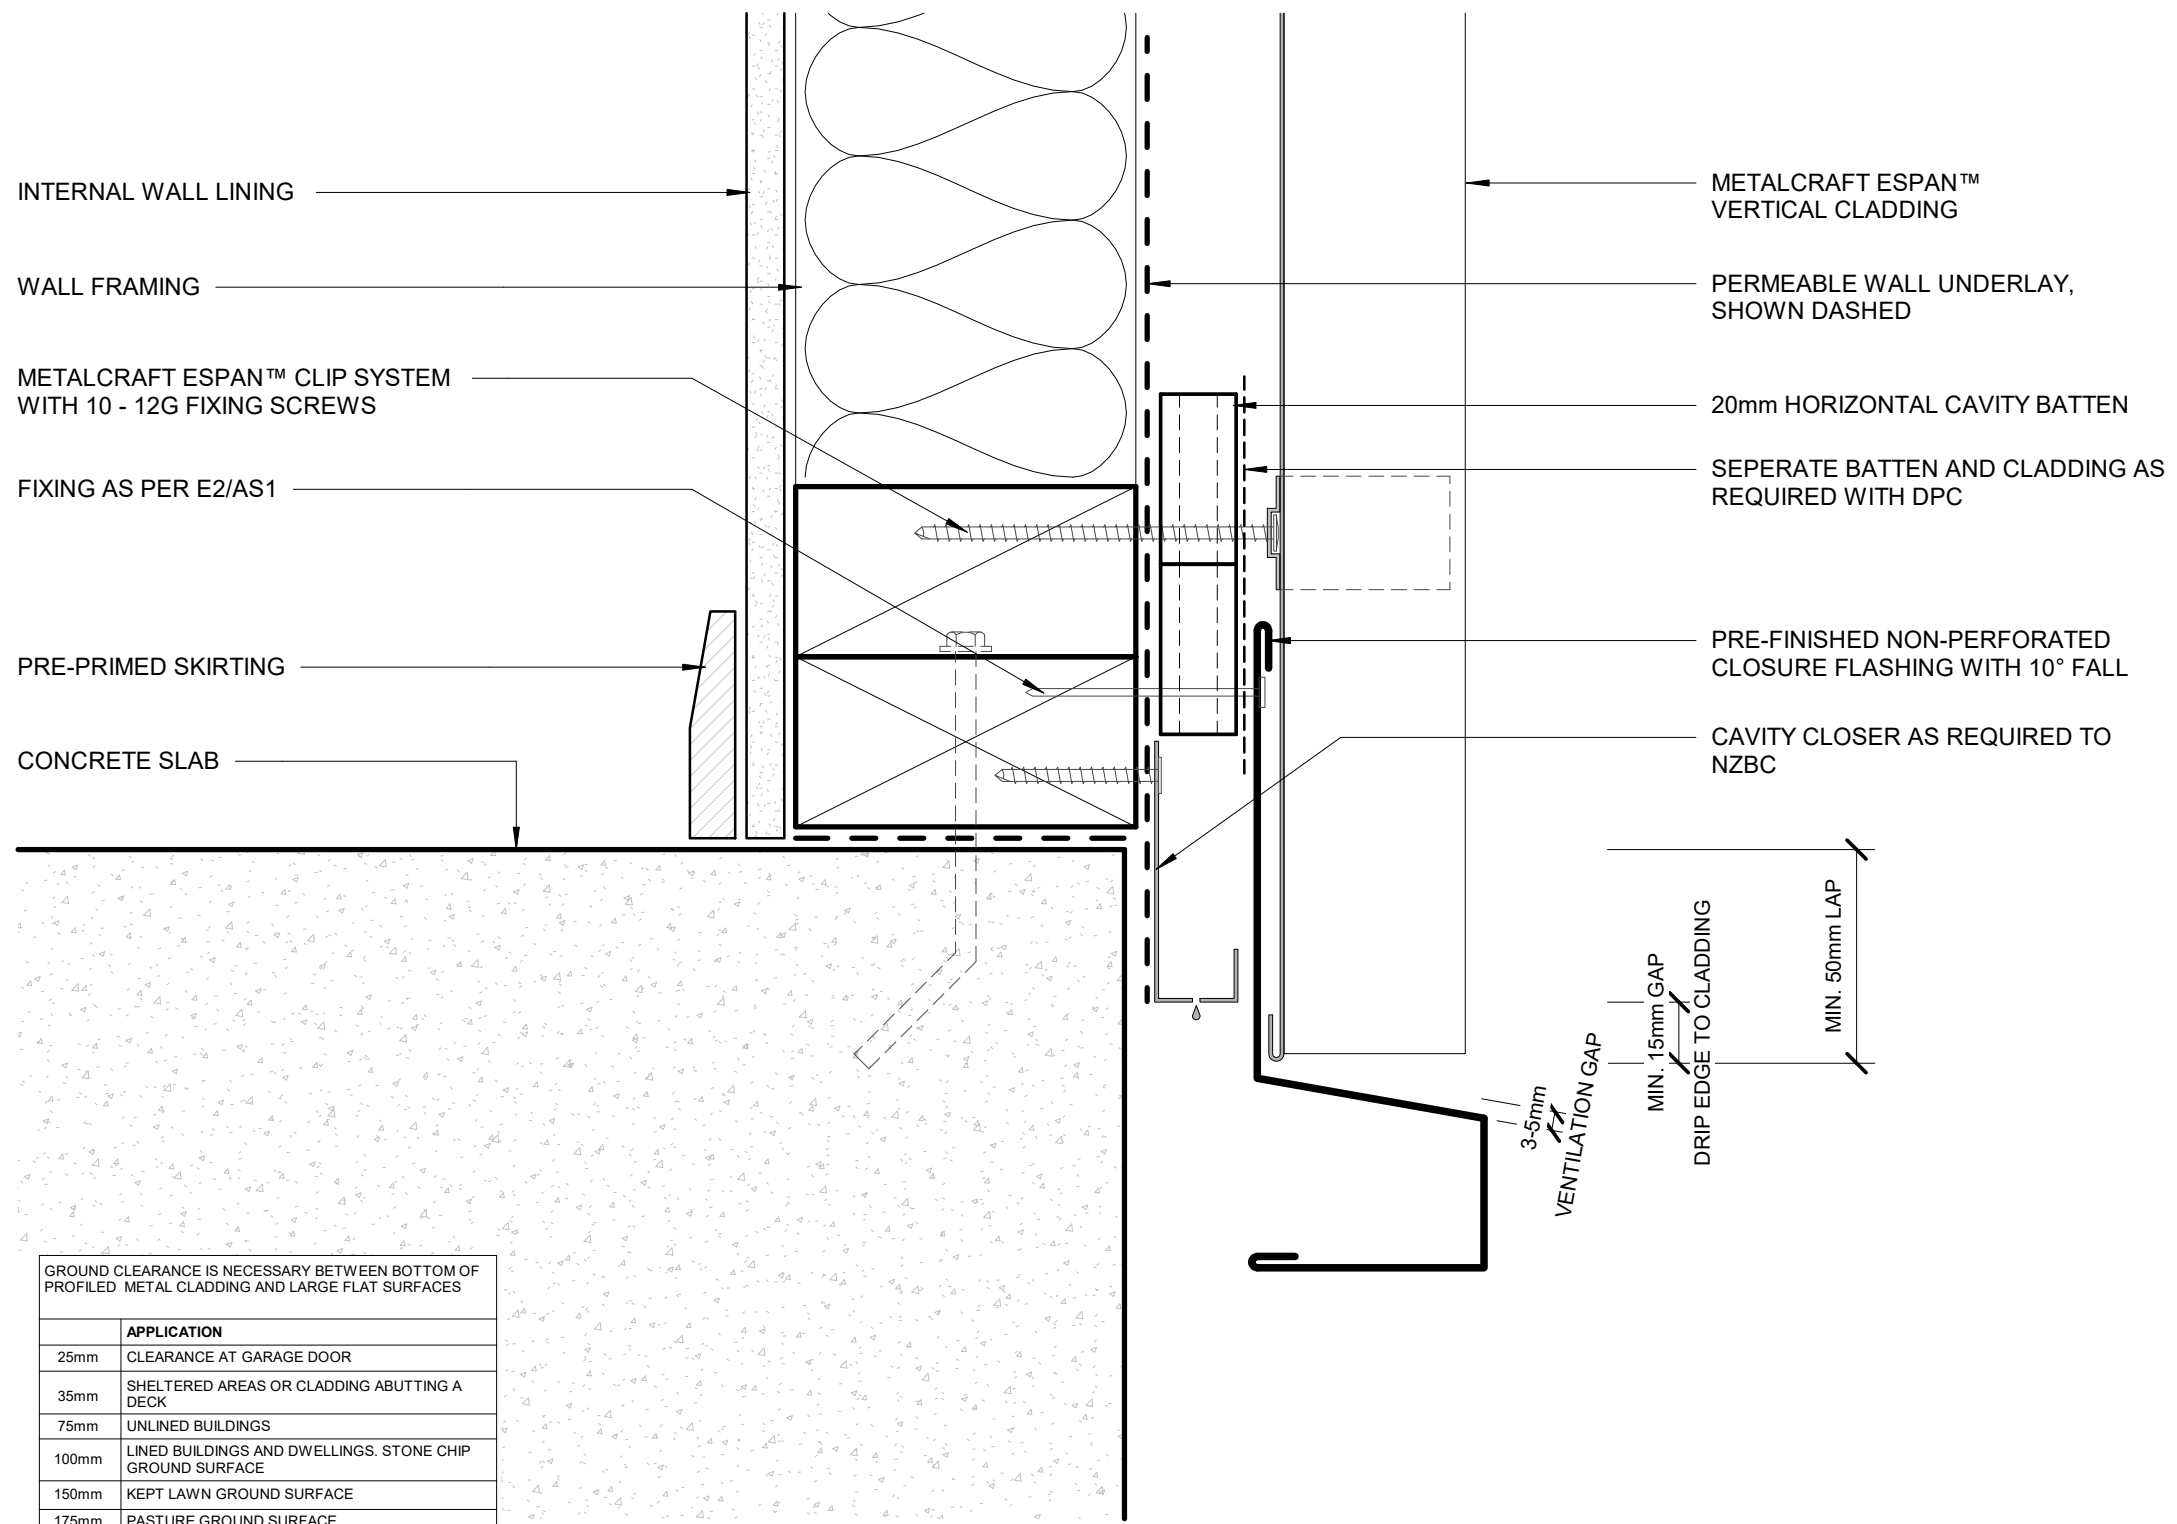 INTERNAL WALL LINING
WALL FRAMING
METALCRAFT ESPAN™ CLIP SYSTEM
WITH 10 - 12G FIXING SCREWS
FIXING AS PER E2/AS1
PRE-PRIMED SKIRTING
CONCRETE SLAB
METALCRAFT ESPAN™
VERTICAL CLADDING
PERMEABLE WALL UNDERLAY,
SHOWN DASHED
20mm HORIZONTAL CAVITY BATTEN
SEPERATE BATTEN AND CLADDING AS
REQUIRED WITH DPC
PRE-FINISHED NON-PERFORATED
CLOSURE FLASHING WITH 10° FALL
CAVITY CLOSER AS REQUIRED TO
NZBC
3-5mm
VENTILATION GAP
MIN. 15mm GAP
DRIP EDGE TO CLADDING
MIN. 50mm LAP
GROUND CLEARANCE IS NECESSARY BETWEEN BOTTOM OF
PROFILED METAL CLADDING AND LARGE FLAT SURFACES
APPLICATION
25mm CLEARANCE AT GARAGE DOOR
35mm SHELTERED AREAS OR CLADDING ABUTTING A
DECK
75mm UNLINED BUILDINGS
100mm LINED BUILDINGS AND DWELLINGS. STONE CHIP
GROUND SURFACE
150mm KEPT LAWN GROUND SURFACE
175mm PASTURE GROUND SURFACE